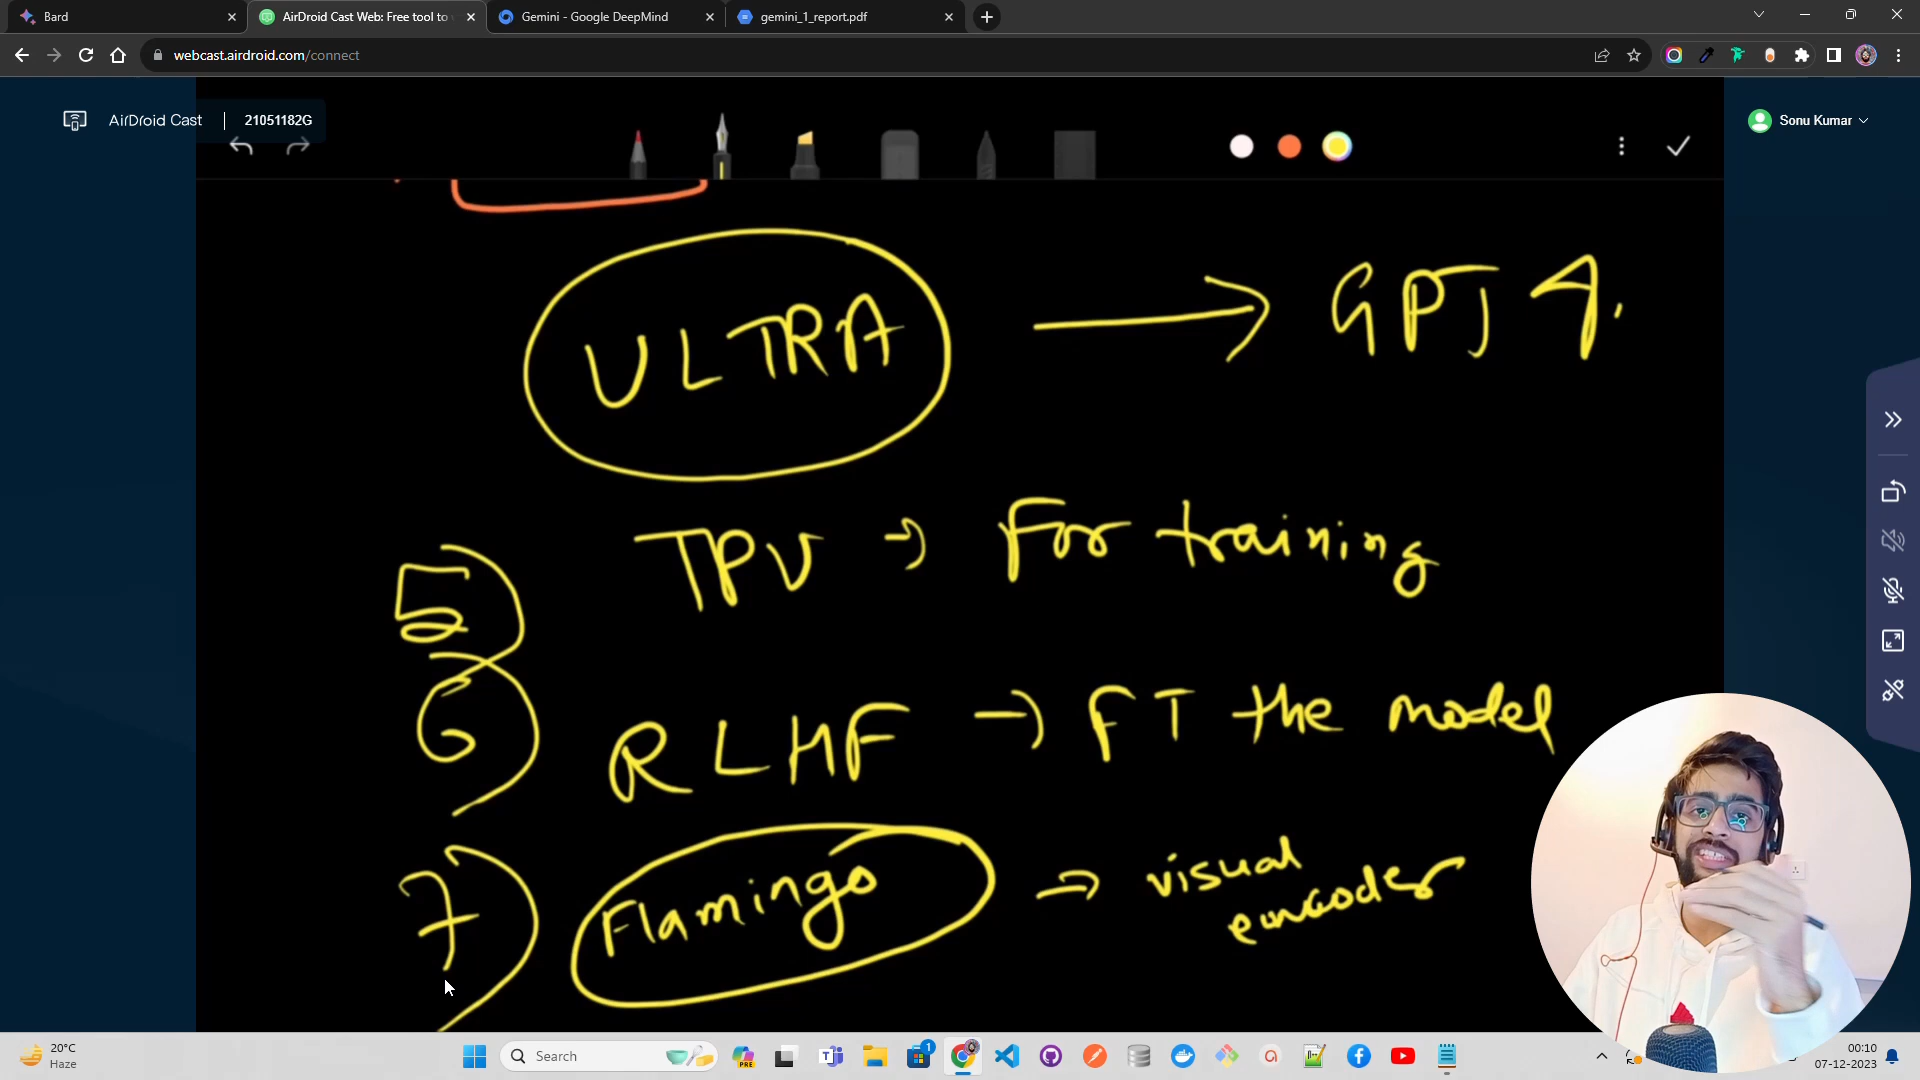 Bard
AirDroid Cast Web: Free tool to
Gemini - Google DeepMind
gemini_1_report.pdf
webcast.airdroid.com/connect
AirDroid Cast
21051182G
Sonu Kumar
ULTRA → GPT 4.
5) TPU → For training
6) RLHF → FT the model
7) Flamingo → visual
encoder
20°C
Haze
Search
PRE
1
00:10
07-12-2023